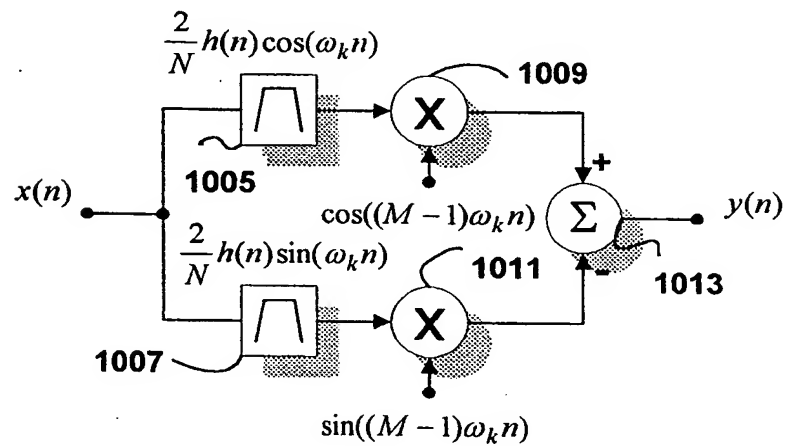 2/N h(n)cos(ω_k n)
1009
X
1005
+
x(n)
cos((M−1)ω_k n)
Σ
y(n)
2/N h(n)sin(ω_k n)
1011
-
1013
X
1007
sin((M−1)ω_k n)